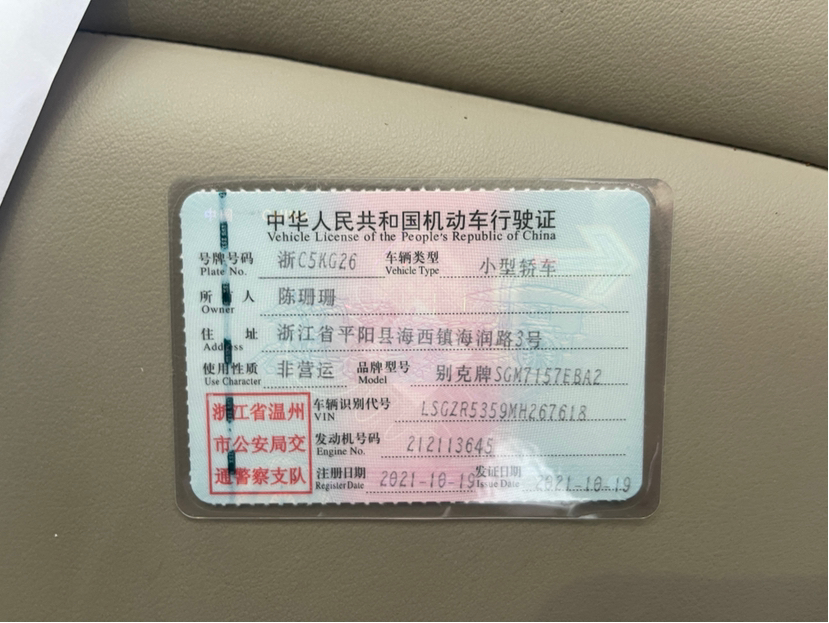 中华人民共和国机动车行驶证
Vehicle License of the People's Republic of China
号牌号码 浙C5KG26 车辆类型 小型轿车
Plate No. Vehicle Type
所 人 陈珊珊
Owner
住 址 浙江省平阳县海西镇海润路3号
Address
使用性质 非营运 品牌型号 别克牌SGM7157EBA2
Use Character Model
浙江省温州
市公安局交
通警察支队
车辆识别代号 LSGZR5359MH267618
VIN
发动机号码 212113645
Engine No.
注册日期 2021-10-19 发证日期 2021-10-19
Register Date Issue Date